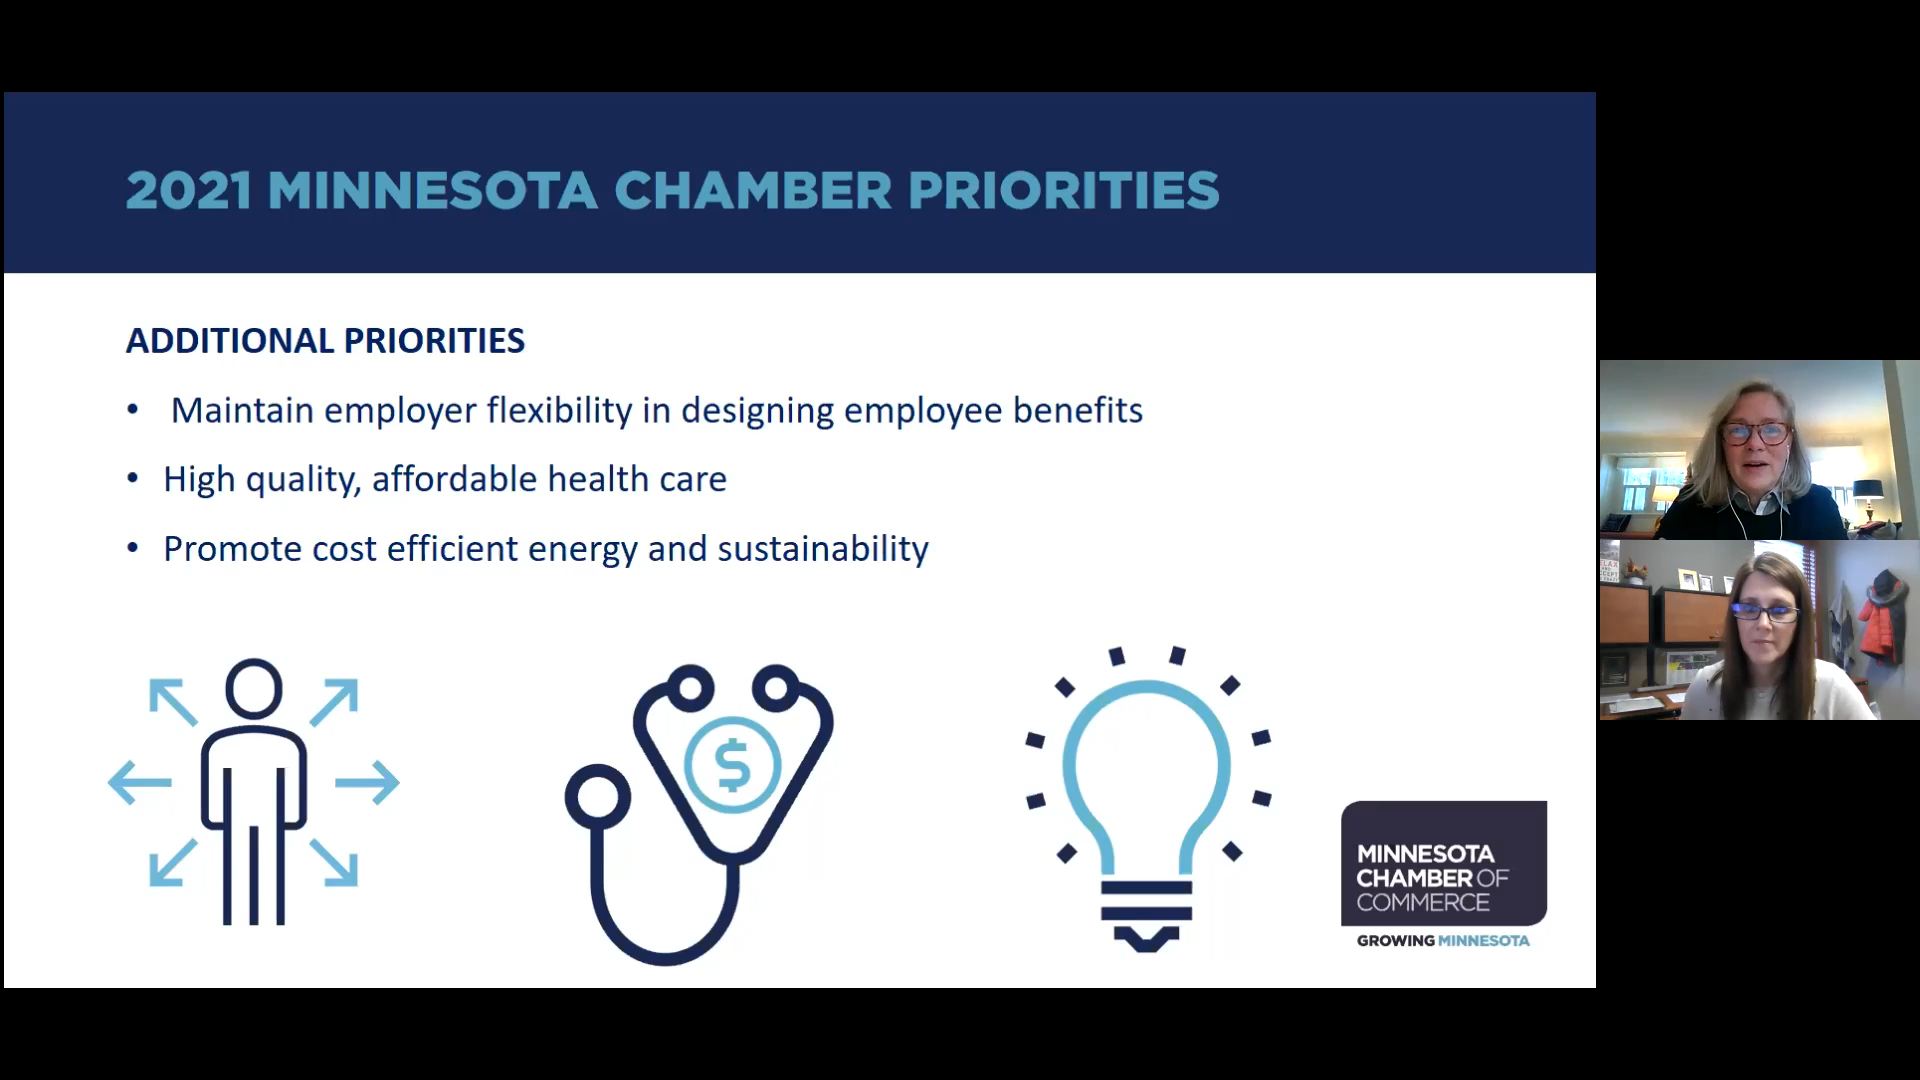 2021 MINNESOTA CHAMBER PRIORITIES
ADDITIONAL PRIORITIES
• Maintain employer flexibility in designing employee benefits
• High quality, affordable health care
• Promote cost efficient energy and sustainability
$
MINNESOTA
CHAMBER OF
COMMERCE
GROWING MINNESOTA